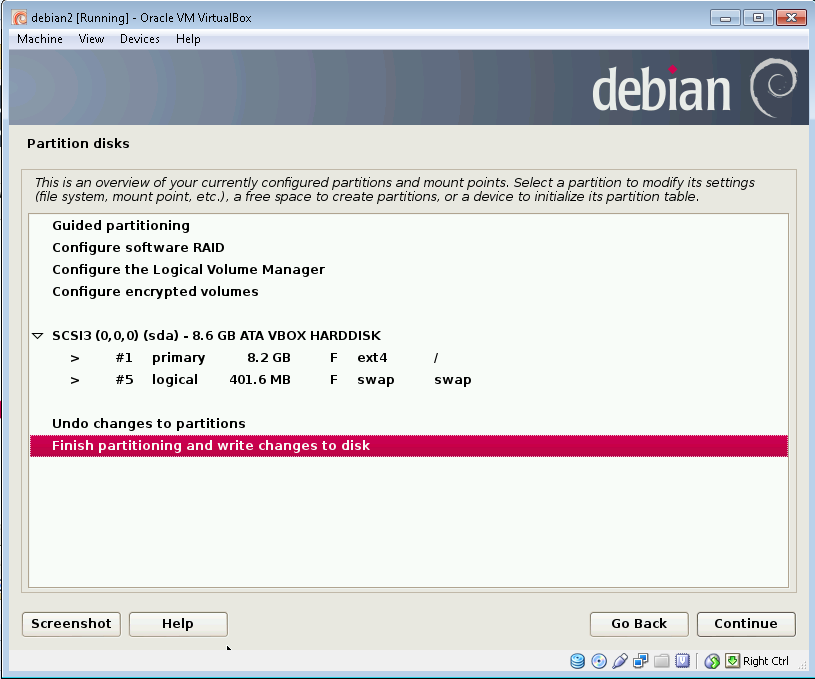 debian2 [Running] - Oracle VM VirtualBox
Machine View Devices Help
debian
Partition disks
This is an overview of your currently configured partitions and mount points. Select a partition to modify its settings
(file system, mount point, etc.), a free space to create partitions, or a device to initialize its partition table.
Guided partitioning
Configure software RAID
Configure the Logical Volume Manager
Configure encrypted volumes
SCSI3 (0,0,0) (sda) - 8.6 GB ATA VBOX HARDDISK
> #1 primary 8.2 GB F ext4 /
> #5 logical 401.6 MB F swap swap
Undo changes to partitions
Finish partitioning and write changes to disk
Screenshot Help Go Back Continue
Right Ctrl